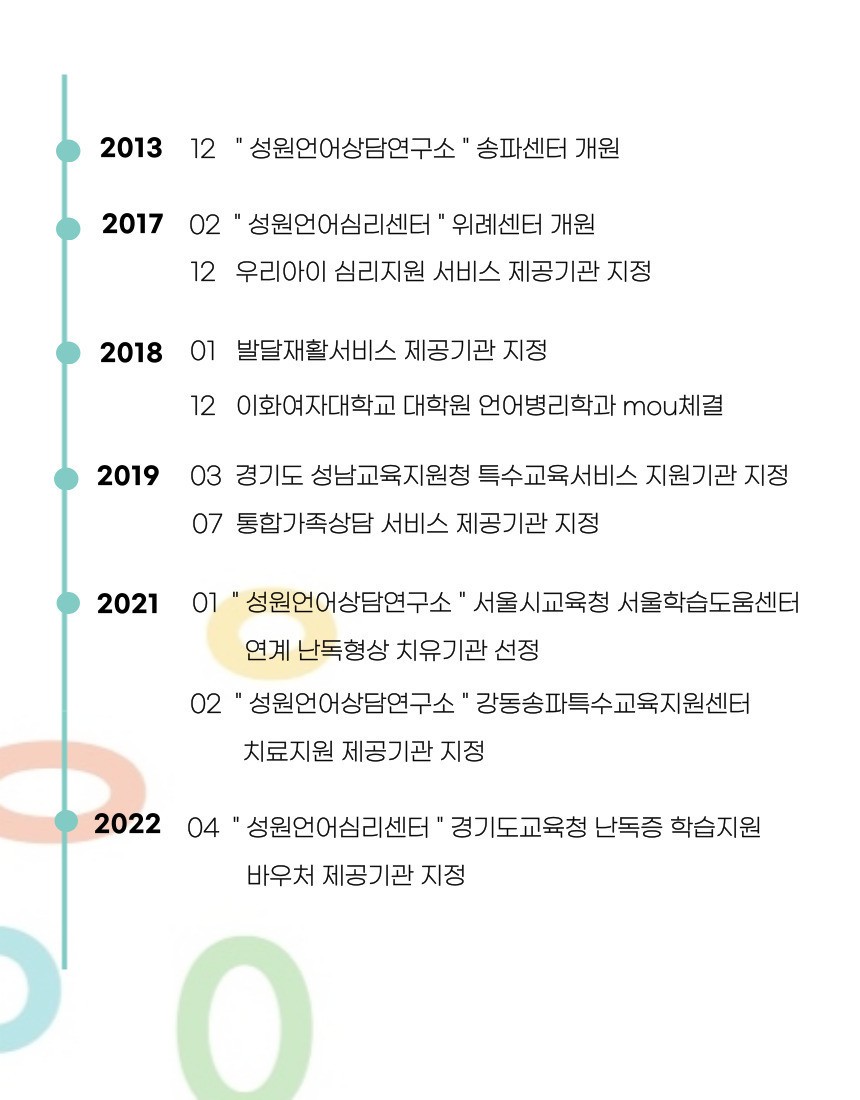 2013 12 " 성원언어상담연구소 " 송파센터 개원
2017 02 " 성원언어심리센터 " 위례센터 개원
12 우리아이 심리지원 서비스 제공기관 지정
2018 01 발달재활서비스 제공기관 지정
12 이화여자대학교 대학원 언어병리학과 mou체결
2019 03 경기도 성남교육지원청 특수교육서비스 지원기관 지정
07 통합가족상담 서비스 제공기관 지정
2021 01 " 성원언어상담연구소 " 서울시교육청 서울학습도움센터
연계 난독형상 치유기관 선정
02 " 성원언어상담연구소 " 강동송파특수교육지원센터
치료지원 제공기관 지정
2022 04 " 성원언어심리센터 " 경기도교육청 난독증 학습지원
바우처 제공기관 지정